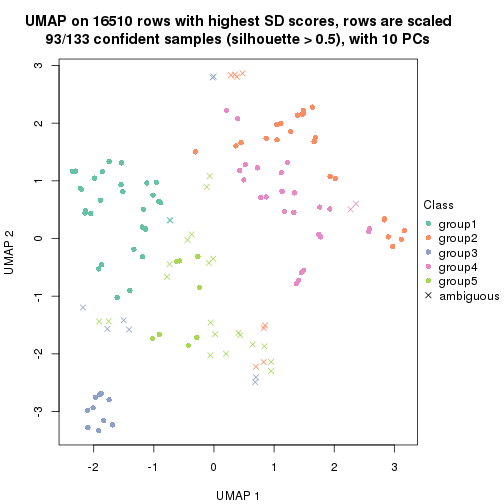 UMAP on 16510 rows with highest SD scores, rows are scaled
93/133 confident samples (silhouette > 0.5), with 10 PCs
3
2
1
0
-1
-2
-3
UMAP 2
-2
-1
0
1
2
3
UMAP 1
Class
group1
group2
group3
group4
group5
ambiguous